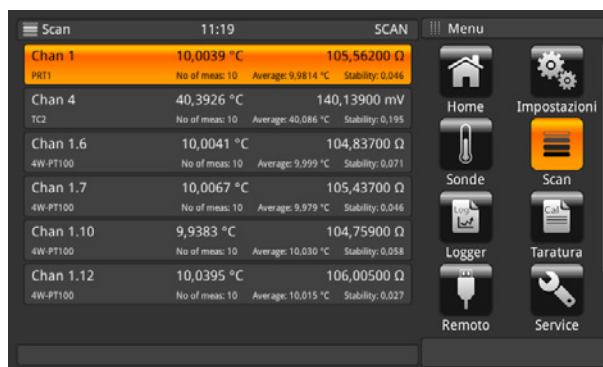 Scan 11:19 SCAN
Chan 1 10,0039 °C 105,56200 Ω
PRT1 No of meas: 10 Average: 9,9814 °C Stability: 0,046
Chan 4 40,3926 °C 140,13900 mV
TC2 No of meas: 10 Average: 40,086 °C Stability: 0,195
Chan 1.6 10,0041 °C 104,83700 Ω
4W-PT100 No of meas: 10 Average: 9,999 °C Stability: 0,071
Chan 1.7 10,0067 °C 105,43700 Ω
4W-PT100 No of meas: 10 Average: 9,979 °C Stability: 0,046
Chan 1.10 9,9383 °C 104,75900 Ω
4W-PT100 No of meas: 10 Average: 10,030 °C Stability: 0,058
Chan 1.12 10,0395 °C 106,00500 Ω
4W-PT100 No of meas: 10 Average: 10,015 °C Stability: 0,027
Menu
Home Impostazioni
Sonde Scan
Log Cal
Logger Taratura
Remoto Service